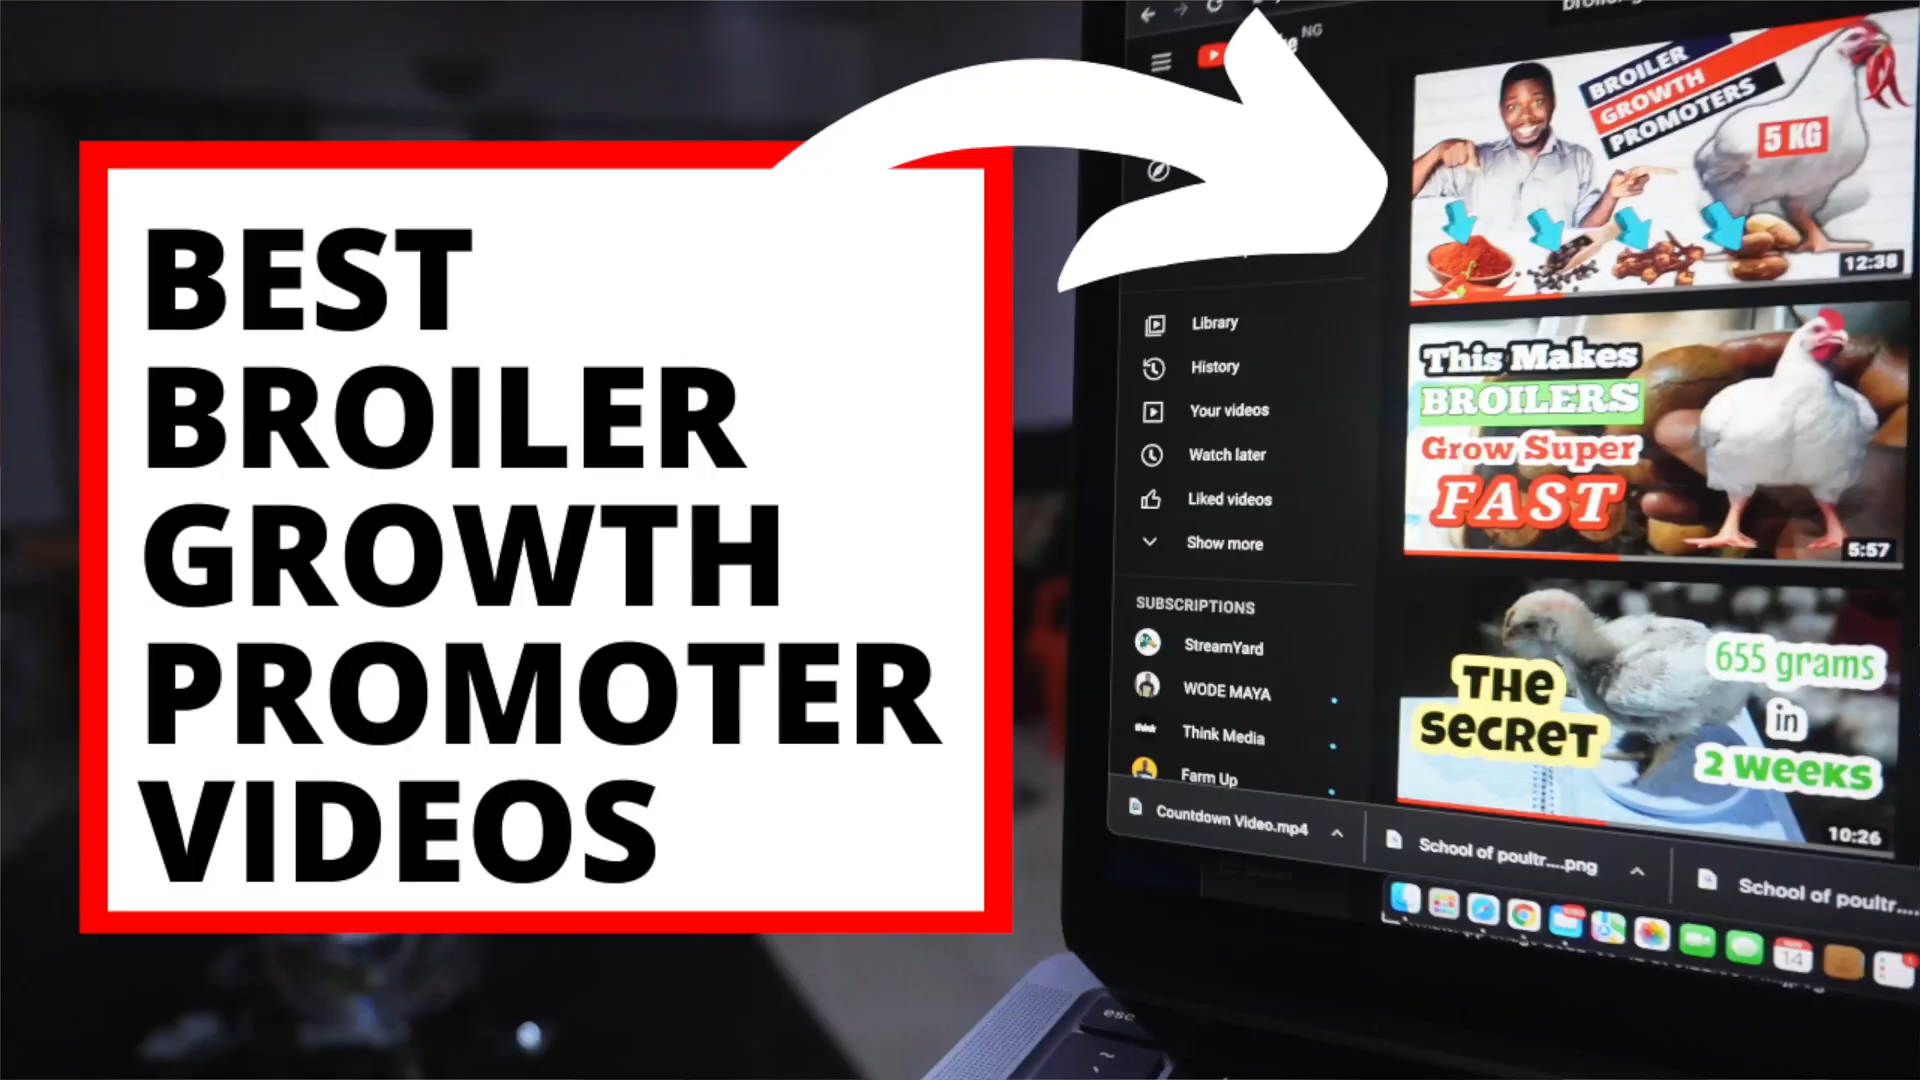 BEST
BROILER
GROWTH
PROMOTER
VIDEOS
NG
BROILER
GROWTH
PROMOTERS
5 KG
12:38
Library
History
Your videos
Watch later
Liked videos
Show more
This Makes
BROILERS
Grow Super
FAST
5:57
SUBSCRIPTIONS
StreamYard
WODE MAYA
Think Media
Farm Up
THE
SECRET
655 grams
in
2 weeks
10:26
Countdown Video.mp4
School of poultr....png
School of poultr....
14
esc